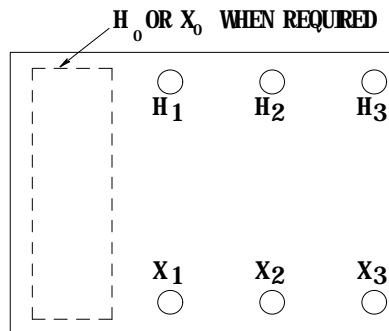 H₀ OR X₀ WHEN REQUIRED
H1 H2 H3
X1 X2 X3